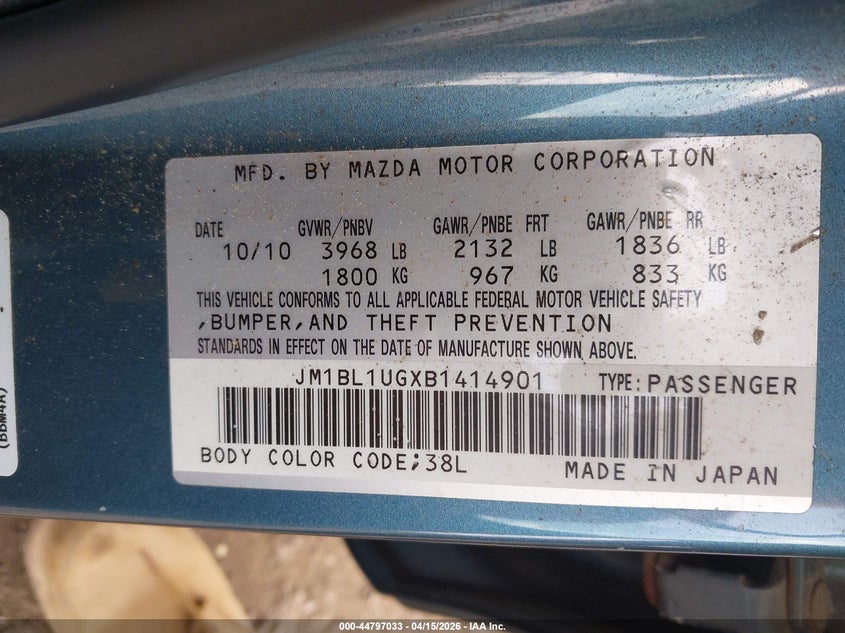 MFD. BY MAZDA MOTOR CORPORATION
DATE GVWR/PNBV GAWR/PNBE FRT GAWR/PNBE RR
10/10 3968 LB 2132 LB 1836 LB
1800 KG 967 KG 833 KG
THIS VEHICLE CONFORMS TO ALL APPLICABLE FEDERAL MOTOR VEHICLE SAFETY
,BUMPER,AND THEFT PREVENTION
STANDARDS IN EFFECT ON THE DATE OF MANUFACTURE SHOWN ABOVE.
JM1BL1UGXB1414901 TYPE:PASSENGER
BODY COLOR CODE;38L MADE IN JAPAN
(BBM4A)
000-44797033 - 04/15/2026 - IAA Inc.